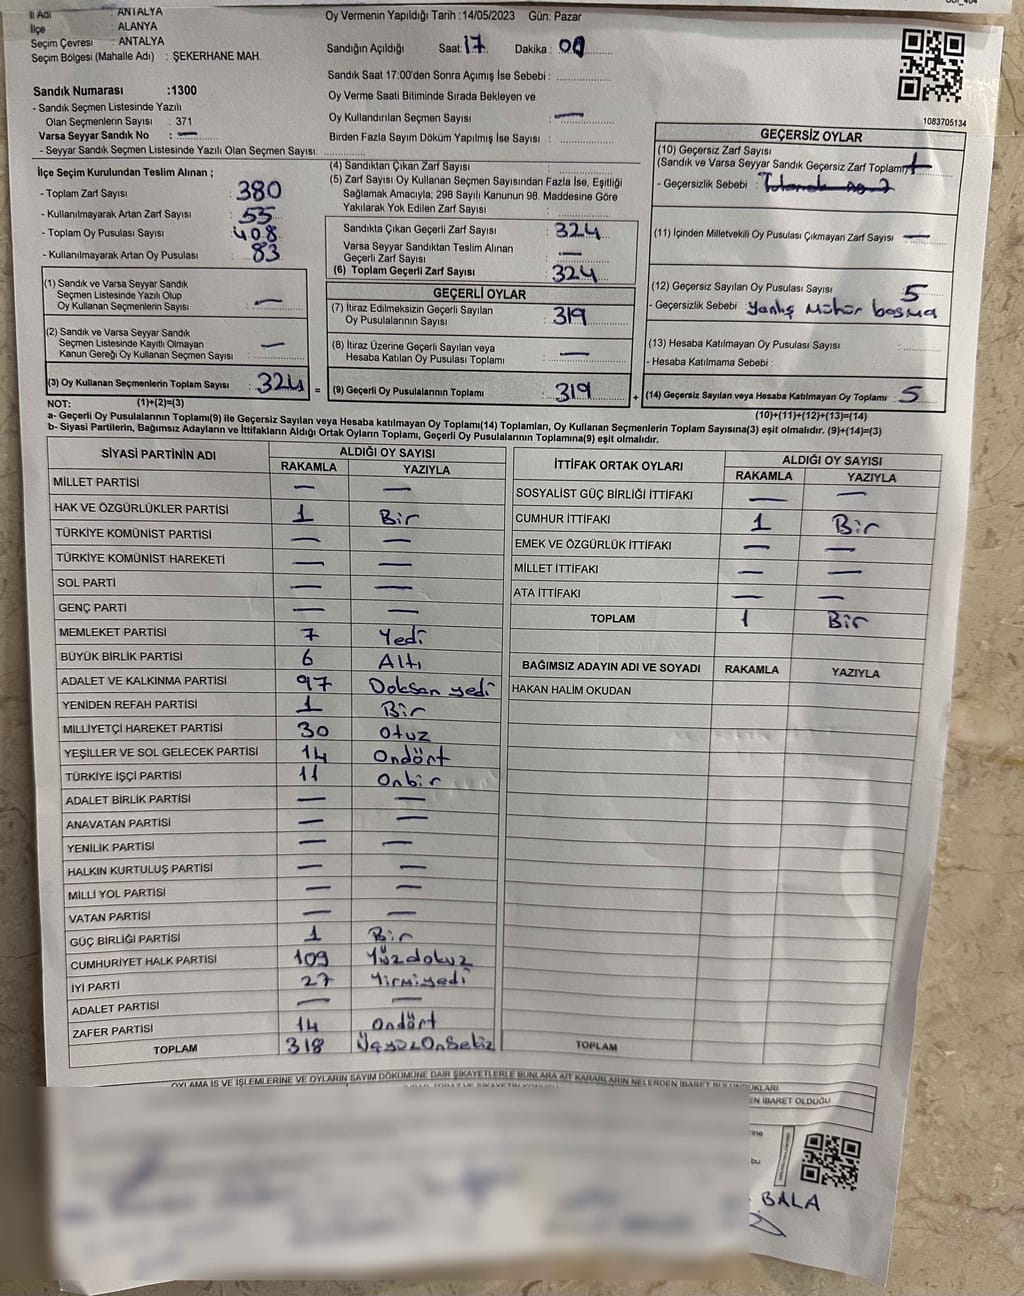 İl Adı : ANTALYA
İlçe : ALANYA
Seçim Çevresi : ANTALYA
Seçim Bölgesi (Mahalle Adı) : ŞEKERHANE MAH.
Oy Vermenin Yapıldığı Tarih :14/05/2023 Gün: Pazar
Sandığın Açıldığı Saat: 17 Dakika : 00
Sandık Saat 17:00'den Sonra Açımış İse Sebebi :
Sandık Numarası :1300
- Sandık Seçmen Listesinde Yazılı
Olan Seçmenlerin Sayısı : 371
Varsa Seyyar Sandık No : —
- Seyyar Sandık Seçmen Listesinde Yazılı Olan Seçmen Sayısı:
Oy Verme Saati Bitiminde Sırada Bekleyen ve
Oy Kullandırılan Seçmen Sayısı : —
Birden Fazla Sayım Döküm Yapılmış İse Sayısı :
1083705134
İlçe Seçim Kurulundan Teslim Alınan ;
- Toplam Zarf Sayısı : 380
- Kullanılmayarak Artan Zarf Sayısı : 55
- Toplam Oy Pusulası Sayısı : 408
- Kullanılmayarak Artan Oy Pusulası : 83
(4) Sandıktan Çıkan Zarf Sayısı :
(5) Zarf Sayısı Oy Kullanan Seçmen Sayısından Fazla İse, Eşitliği
Sağlamak Amacıyla; 298 Sayılı Kanunun 98. Maddesine Göre
Yakılarak Yok Edilen Zarf Sayısı :
Sandıkta Çıkan Geçerli Zarf Sayısı : 324
Varsa Seyyar Sandıktan Teslim Alınan
Geçerli Zarf Sayısı : —
(6) Toplam Geçerli Zarf Sayısı : 324
GEÇERSİZ OYLAR
(10) Geçersiz Zarf Sayısı
(Sandık ve Varsa Seyyar Sandık Geçersiz Zarf Toplamı)
- Geçersizlik Sebebi :
(11) İçinden Milletvekili Oy Pusulası Çıkmayan Zarf Sayısı —
(12) Geçersiz Sayılan Oy Pusulası Sayısı : 5
- Geçersizlik Sebebi : Yanlış mühür basma
(13) Hesaba Katılmayan Oy Pusulası Sayısı :
- Hesaba Katılmama Sebebi :
(14) Geçersiz Sayılan veya Hesaba Katılmayan Oy Toplamı : 5
(10)+(11)+(12)+(13)=(14)
(1) Sandık ve Varsa Seyyar Sandık
Seçmen Listesinde Yazılı Olup
Oy Kullanan Seçmenlerin Sayısı : —
(2) Sandık ve Varsa Seyyar Sandık
Seçmen Listesinde Kayıtlı Olmayan
Kanun Gereği Oy Kullanan Seçmen Sayısı : —
(3) Oy Kullanan Seçmenlerin Toplam Sayısı : 324 =
GEÇERLİ OYLAR
(7) İtiraz Edilmeksizin Geçerli Sayılan
Oy Pusulalarının Sayısı : 319
(8) İtiraz Üzerine Geçerli Sayılan veya
Hesaba Katılan Oy Pusulası Toplamı : —
(9) Geçerli Oy Pusulalarının Toplamı : 319 +
NOT: (1)+(2)=(3)
a- Geçerli Oy Pusulalarının Toplamı(9) ile Geçersiz Sayılan veya Hesaba katılmayan Oy Toplamı(14) Toplamları, Oy Kullanan Seçmenlerin Toplam Sayısına(3) eşit olmalıdır. (9)+(14)=(3)
b- Siyasi Partilerin, Bağımsız Adayların ve İttifakların Aldığı Ortak Oyların Toplamı, Geçerli Oy Pusulalarının Toplamına(9) eşit olmalıdır.
SİYASİ PARTİNİN ADI ALDIĞI OY SAYISI
RAKAMLA YAZIYLA
MİLLET PARTİSİ — —
HAK VE ÖZGÜRLÜKLER PARTİSİ 1 Bir
TÜRKİYE KOMÜNİST PARTİSİ — —
TÜRKİYE KOMÜNİST HAREKETİ — —
SOL PARTİ — —
GENÇ PARTİ — —
MEMLEKET PARTİSİ 7 Yedi
BÜYÜK BİRLİK PARTİSİ 6 Altı
ADALET VE KALKINMA PARTİSİ 97 Doksan yedi
YENİDEN REFAH PARTİSİ 1 Bir
MİLLİYETÇİ HAREKET PARTİSİ 30 Otuz
YEŞİLLER VE SOL GELECEK PARTİSİ 14 Ondört
TÜRKİYE İŞÇİ PARTİSİ 11 Onbir
ADALET BİRLİK PARTİSİ — —
ANAVATAN PARTİSİ — —
YENİLİK PARTİSİ — —
HALKIN KURTULUŞ PARTİSİ — —
MİLLİ YOL PARTİSİ — —
VATAN PARTİSİ — —
GÜÇ BİRLİĞİ PARTİSİ 1 Bir
CUMHURİYET HALK PARTİSİ 109 Yüzdokuz
İYİ PARTİ 27 Yirmiyedi
ADALET PARTİSİ — —
ZAFER PARTİSİ 14 Ondört
TOPLAM 318 ÜçyüzOnSekiz
İTTİFAK ORTAK OYLARI ALDIĞI OY SAYISI
RAKAMLA YAZIYLA
SOSYALİST GÜÇ BİRLİĞİ İTTİFAKI — —
CUMHUR İTTİFAKI 1 Bir
EMEK VE ÖZGÜRLÜK İTTİFAKI — —
MİLLET İTTİFAKI — —
ATA İTTİFAKI — —
TOPLAM 1 Bir
BAĞIMSIZ ADAYIN ADI VE SOYADI RAKAMLA YAZIYLA
HAKAN HALİM OKUDAN
TOPLAM
OYLAMA İŞ VE İŞLEMLERİNE VE OYLARIN SAYIM DÖKÜMÜNE DAİR ŞİKAYETLERLE BUNLARA AİT KARARLARIN NELERDEN İBARET BULUNDUKLARI
EN İBARET OLDUĞU
bu
BALA